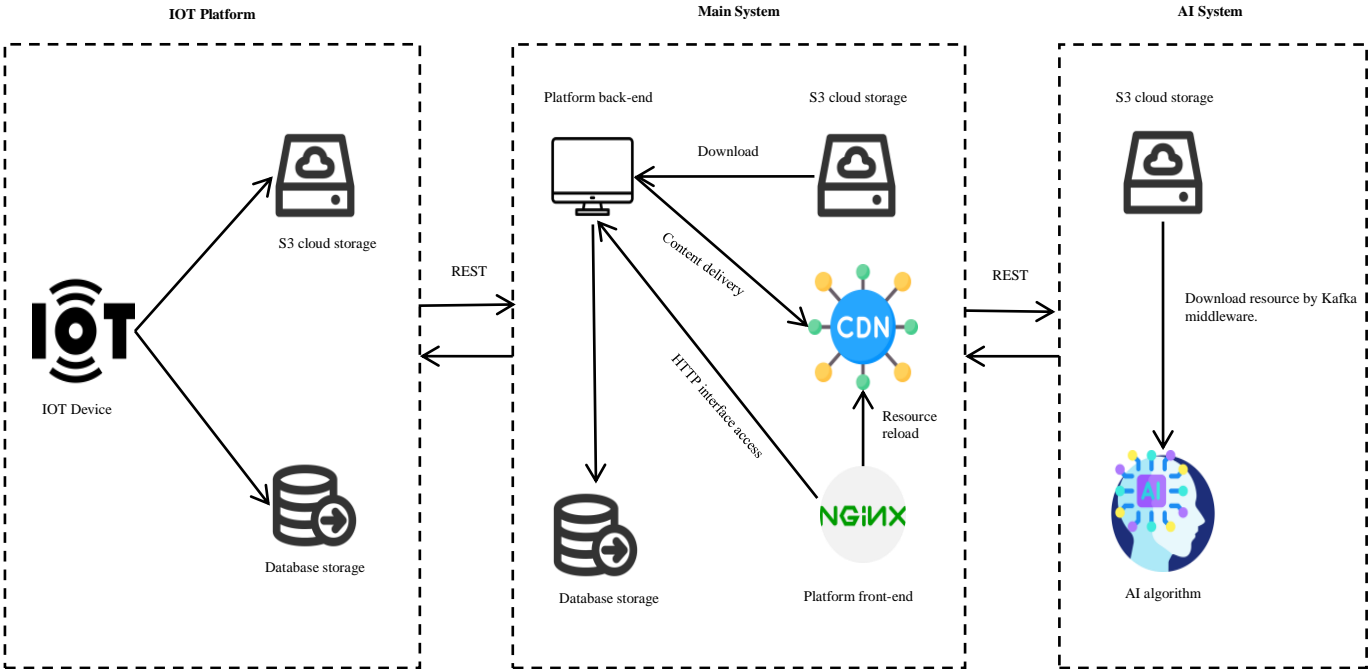 IOT Platform
Main System
AI System
Platform back-end
S3 cloud storage
S3 cloud storage
Download
S3 cloud storage
Content delivery
REST
REST
IOT
CDN
Download resource by Kafka
middleware.
HTTP interface access
IOT Device
Resource
reload
AI
NGiNX
Database storage
Database storage
Platform front-end
AI algorithm